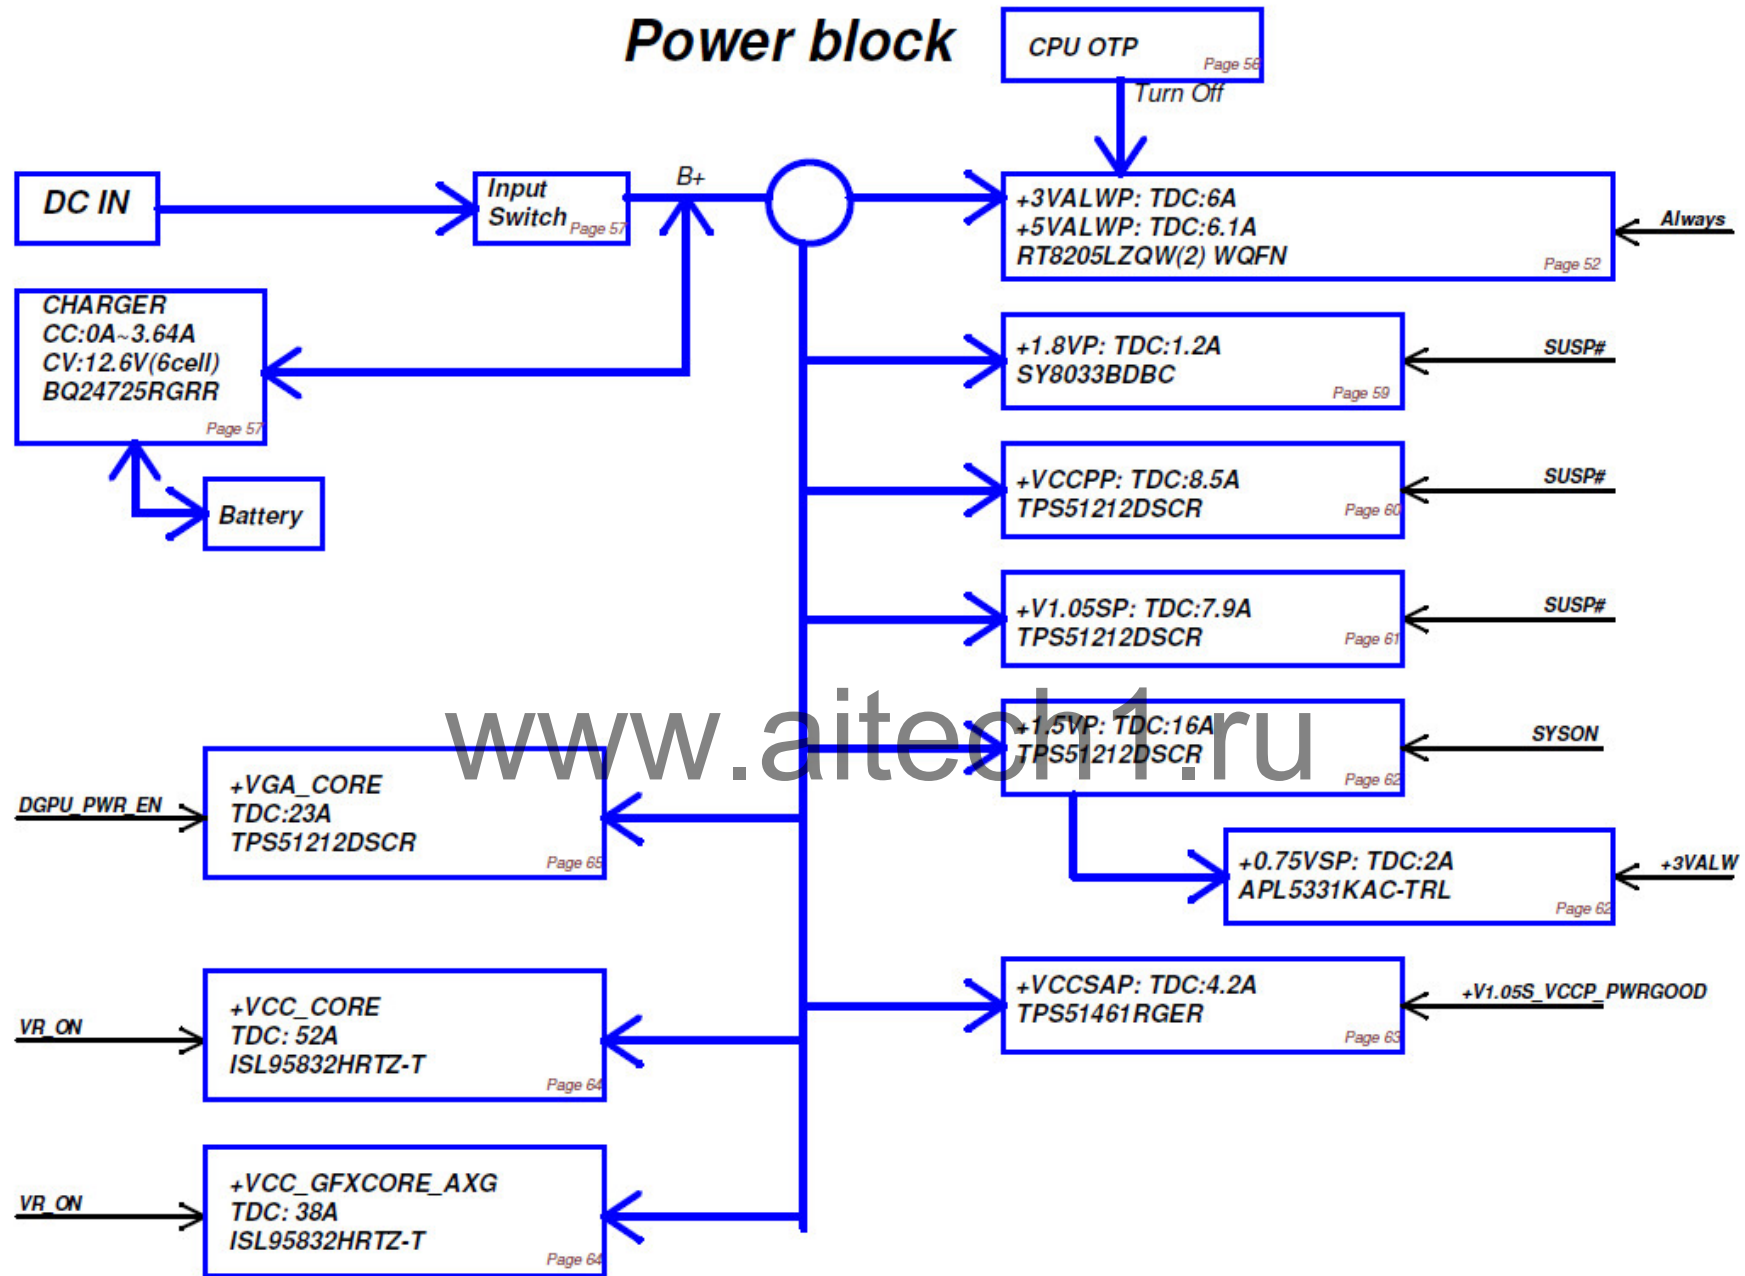 Power block
CPU OTP
Page 56
Turn Off
DC IN
Input
Switch
Page 57
B+
+3VALWP: TDC:6A
+5VALWP: TDC:6.1A
RT8205LZQW(2) WQFN
Page 52
Always
CHARGER
CC:0A~3.64A
CV:12.6V(6cell)
BQ24725RGRR
Page 57
Battery
+1.8VP: TDC:1.2A
SY8033BDBC
Page 59
SUSP#
+VCCPP: TDC:8.5A
TPS51212DSCR
Page 60
SUSP#
+V1.05SP: TDC:7.9A
TPS51212DSCR
Page 61
SUSP#
www.aitech1.ru
+1.5VP: TDC:16A
TPS51212DSCR
Page 62
SYSON
DGPU_PWR_EN
+VGA_CORE
TDC:23A
TPS51212DSCR
Page 65
+0.75VSP: TDC:2A
APL5331KAC-TRL
Page 62
+3VALW
VR_ON
+VCC_CORE
TDC: 52A
ISL95832HRTZ-T
Page 64
+VCCSAP: TDC:4.2A
TPS51461RGER
Page 63
+V1.05S_VCCP_PWRGOOD
VR_ON
+VCC_GFXCORE_AXG
TDC: 38A
ISL95832HRTZ-T
Page 64